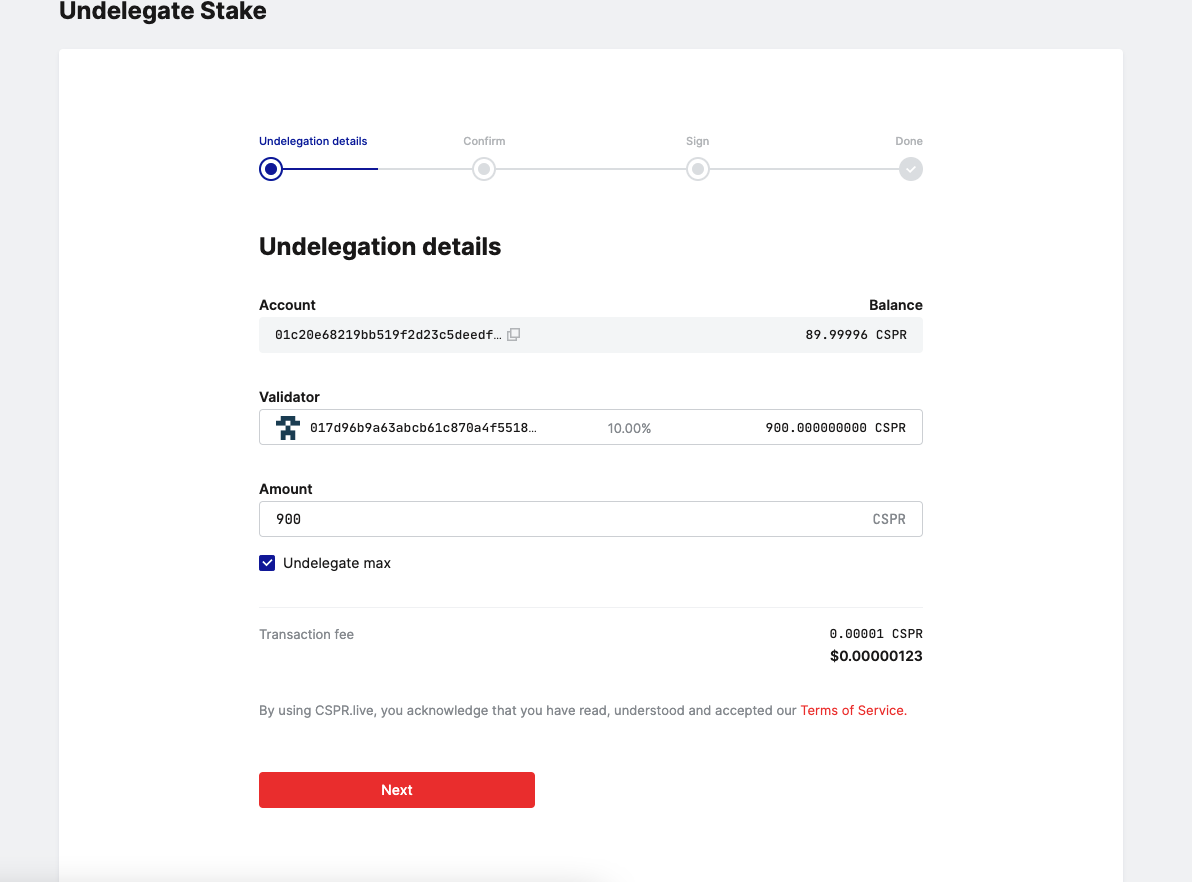 Undelegate Stake
Undelegation details
Confirm
Sign
Done
Undelegation details
Account
Balance
01c20e68219bb519f2d23c5deedf…
89.99996 CSPR
Validator
017d96b9a63abcb61c870a4f5518…
10.00%
900.000000000 CSPR
Amount
900
CSPR
Undelegate max
Transaction fee
0.00001 CSPR
$0.00000123
By using CSPR.live, you acknowledge that you have read, understood and accepted our Terms of Service.
Next